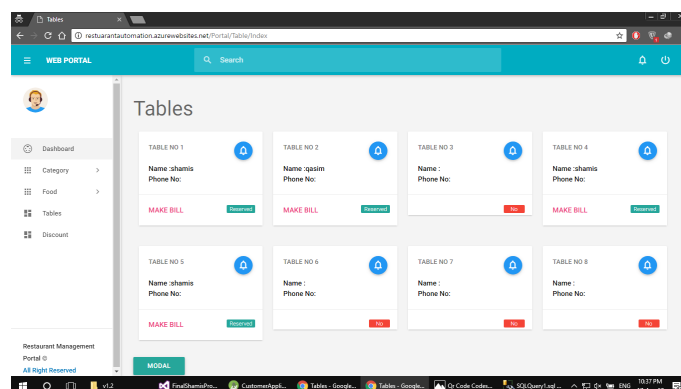 Tables
restuarantautomation.azurewebsites.net/Portal/Table/Index
WEB PORTAL
Search
Dashboard
Category
Food
Tables
Discount
Restaurant Management
Portal ©
All Right Reserved
Tables
TABLE NO 1
Name :shamis
Phone No:
MAKE BILL Reserved
TABLE NO 2
Name :qasim
Phone No:
MAKE BILL Reserved
TABLE NO 3
Name :
Phone No:
No
TABLE NO 4
Name :shamis
Phone No:
MAKE BILL Reserved
TABLE NO 5
Name :shamis
Phone No:
MAKE BILL Reserved
TABLE NO 6
Name :
Phone No:
No
TABLE NO 7
Name :
Phone No:
No
TABLE NO 8
Name :
Phone No:
No
MODAL
v1.2 FinalShamisPro... CustomerAppli... Tables - Google... Tables - Google... Qr Code Codes... SQLQuery1.sql ... ENG 10:37 PM